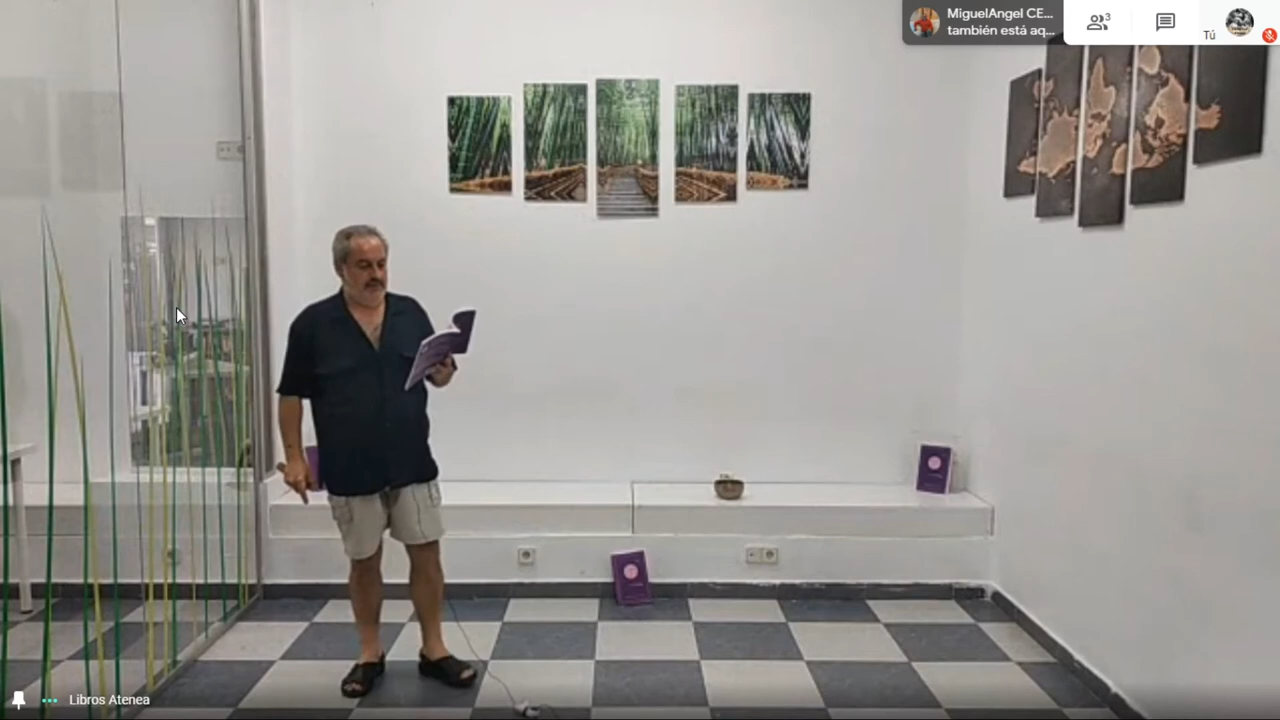 MiguelAngel CE...
también está aq...
3
Tú
Libros Atenea